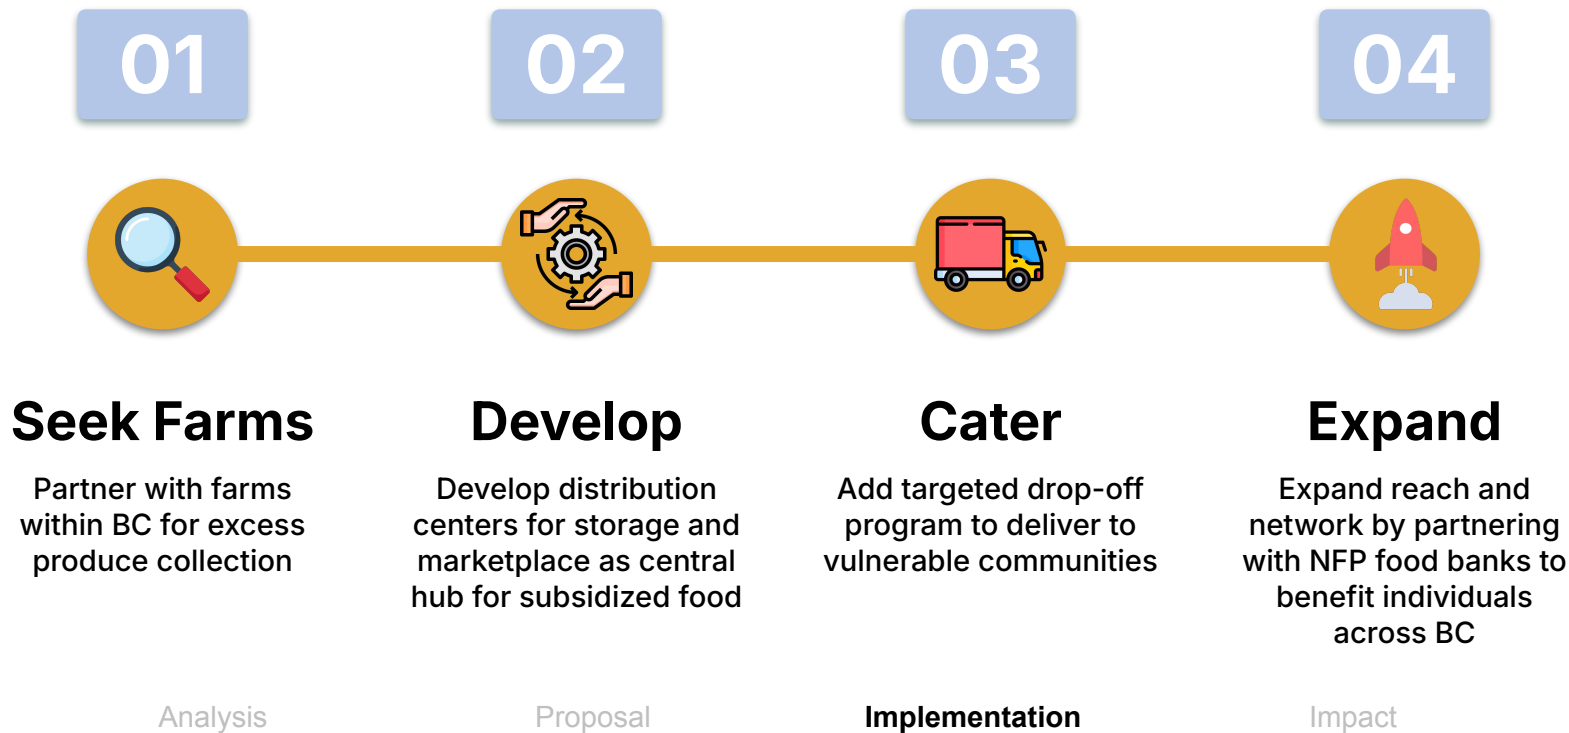 01
02
03
04
Seek Farms
Partner with farms
within BC for excess
produce collection
Develop
Develop distribution
centers for storage and
marketplace as central
hub for subsidized food
Cater
Add targeted drop-off
program to deliver to
vulnerable communities
Expand
Expand reach and
network by partnering
with NFP food banks to
benefit individuals
across BC
Analysis
Proposal
Implementation
Impact